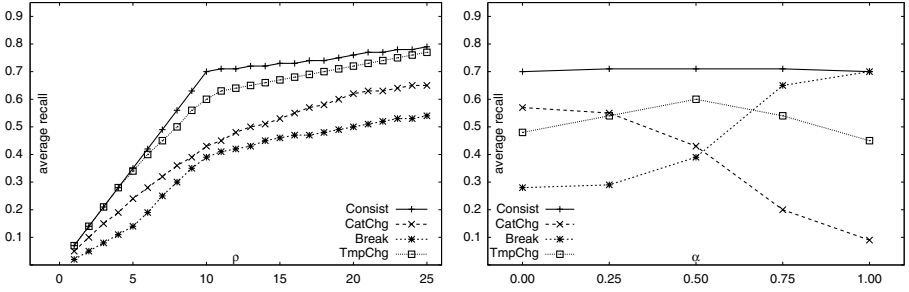 0.9
0.8
0.7
0.6
0.5
0.4
0.3
0.2
0.1
average recall
Consist
CatChg
Break
TmpChg
0 5 10 15 20 25
ρ
0.9
0.8
0.7
0.6
0.5
0.4
0.3
0.2
0.1
average recall
Consist
CatChg
Break
TmpChg
0.00 0.25 0.50 0.75 1.00
α